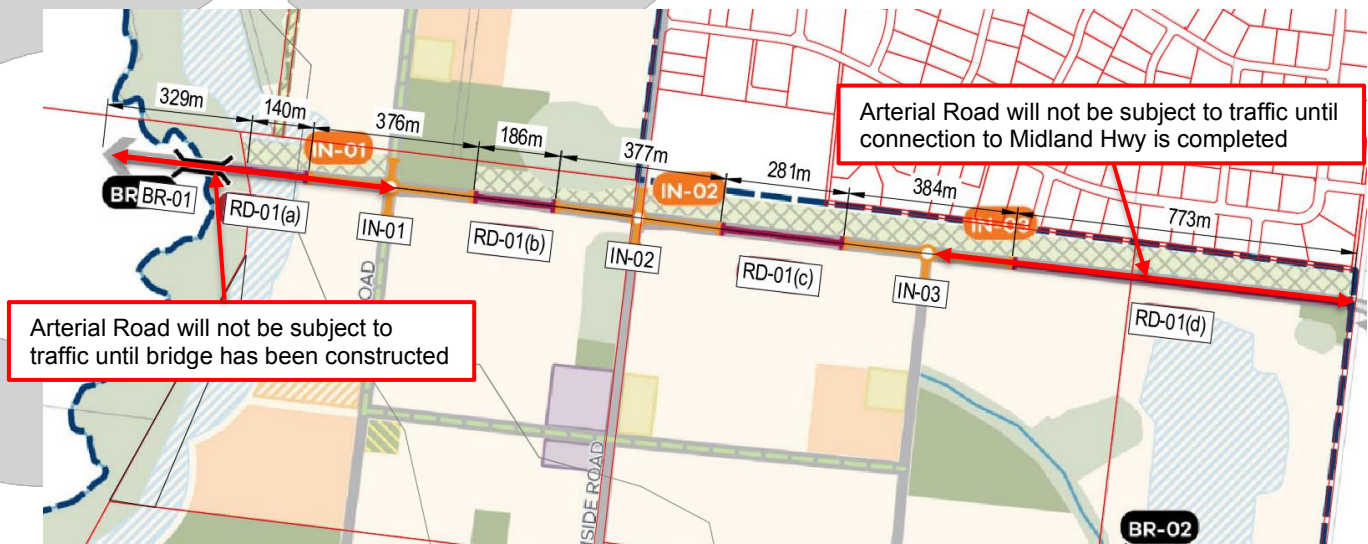 329m
140m
376m
186m
377m
281m
384m
773m
Arterial Road will not be subject to traffic until
connection to Midland Hwy is completed
IN-01
IN-02
BR-01
RD-01(a)
IN-01
RD-01(b)
IN-02
RD-01(c)
IN-03
RD-01(d)
Arterial Road will not be subject to
traffic until bridge has been constructed
ROAD
SIDE ROAD
BR-02